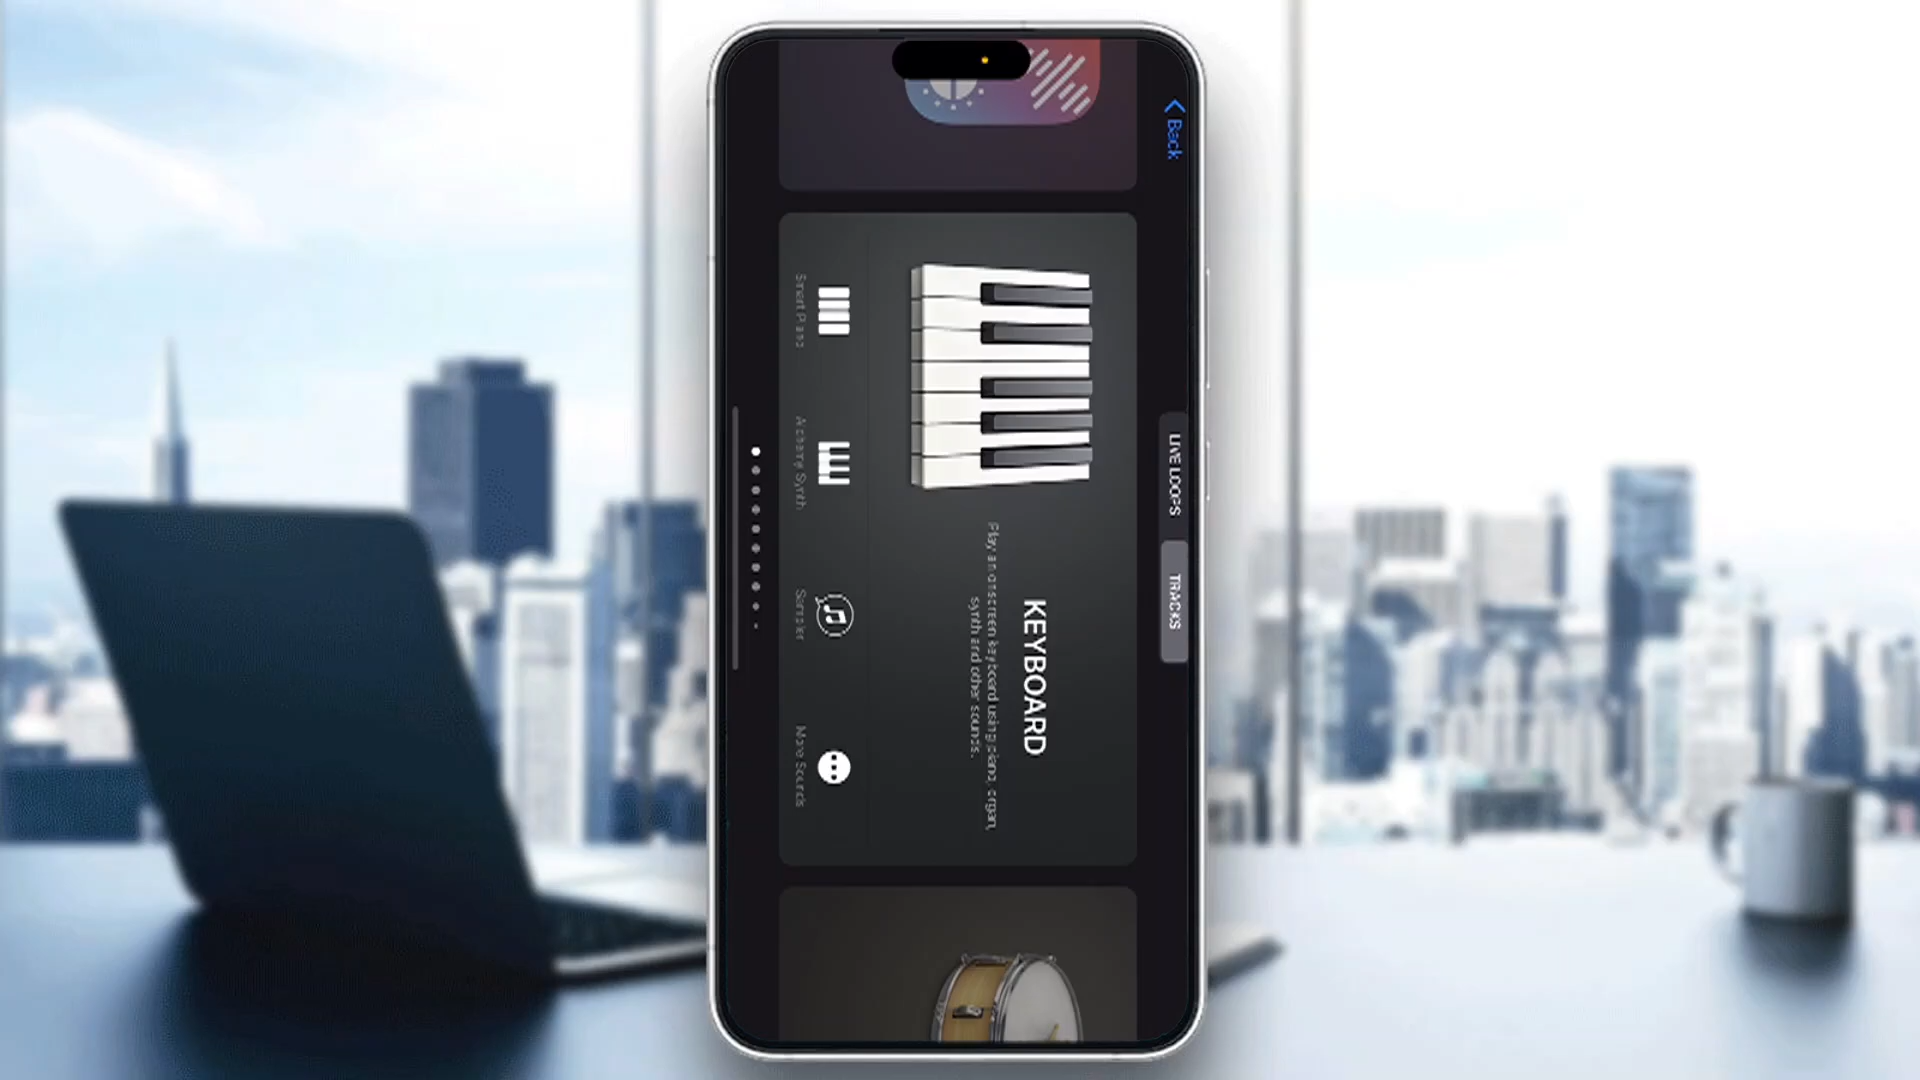 Back
LIVE LOOPS
TRACKS
KEYBOARD
Play an onscreen keyboard using piano, organ,
synth and other sounds.
Smart Piano
Alchemy Synth
Sampler
More Sounds